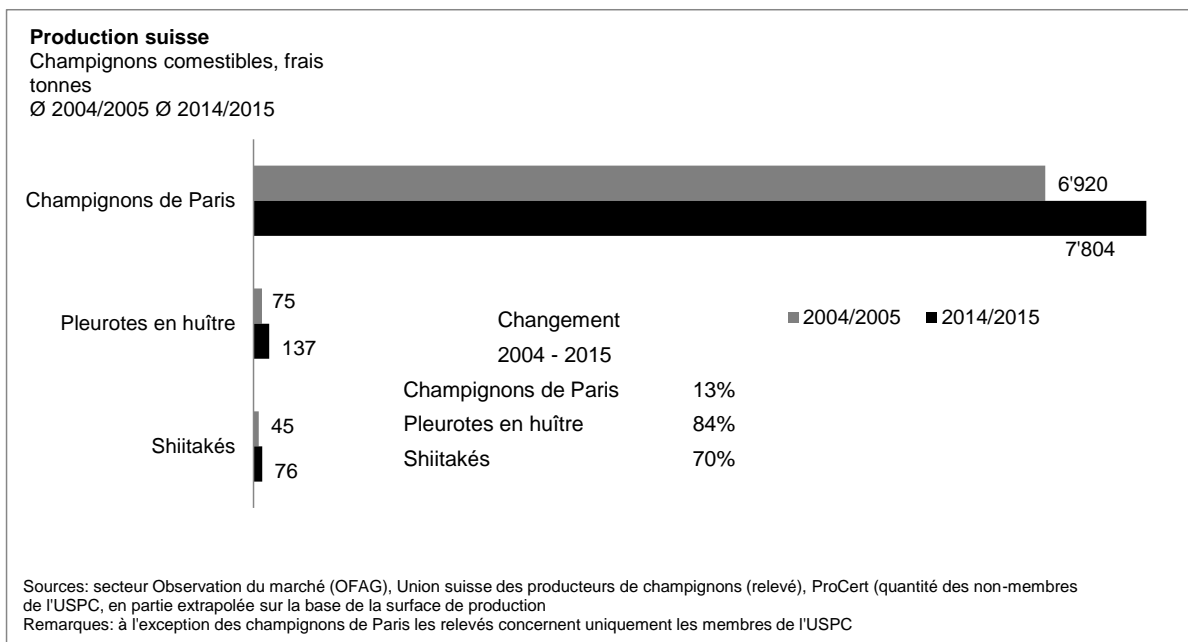 Production suisse
Champignons comestibles, frais
tonnes
Ø 2004/2005 Ø 2014/2015
Champignons de Paris
6'920
7'804
Pleurotes en huître
75
137
Shiitakés
45
76
2004/2005 2014/2015
Changement
2004 - 2015
Champignons de Paris 13%
Pleurotes en huître 84%
Shiitakés 70%
Sources: secteur Observation du marché (OFAG), Union suisse des producteurs de champignons (relevé), ProCert (quantité des non-membres
de l'USPC, en partie extrapolée sur la base de la surface de production
Remarques: à l'exception des champignons de Paris les relevés concernent uniquement les membres de l'USPC